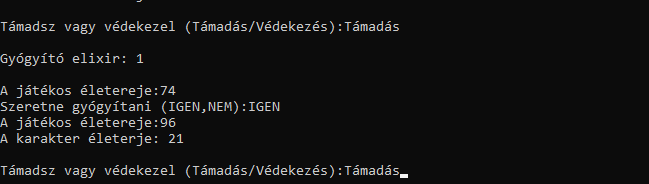 Támadsz vagy védekezel (Támadás/Védekezés):Támadás
Gyógyító elixir: 1
A játékos életereje:74
Szeretne gyógyítani (IGEN,NEM):IGEN
A játékos életereje:96
A karakter életerje: 21
Támadsz vagy védekezel (Támadás/Védekezés):Támadás